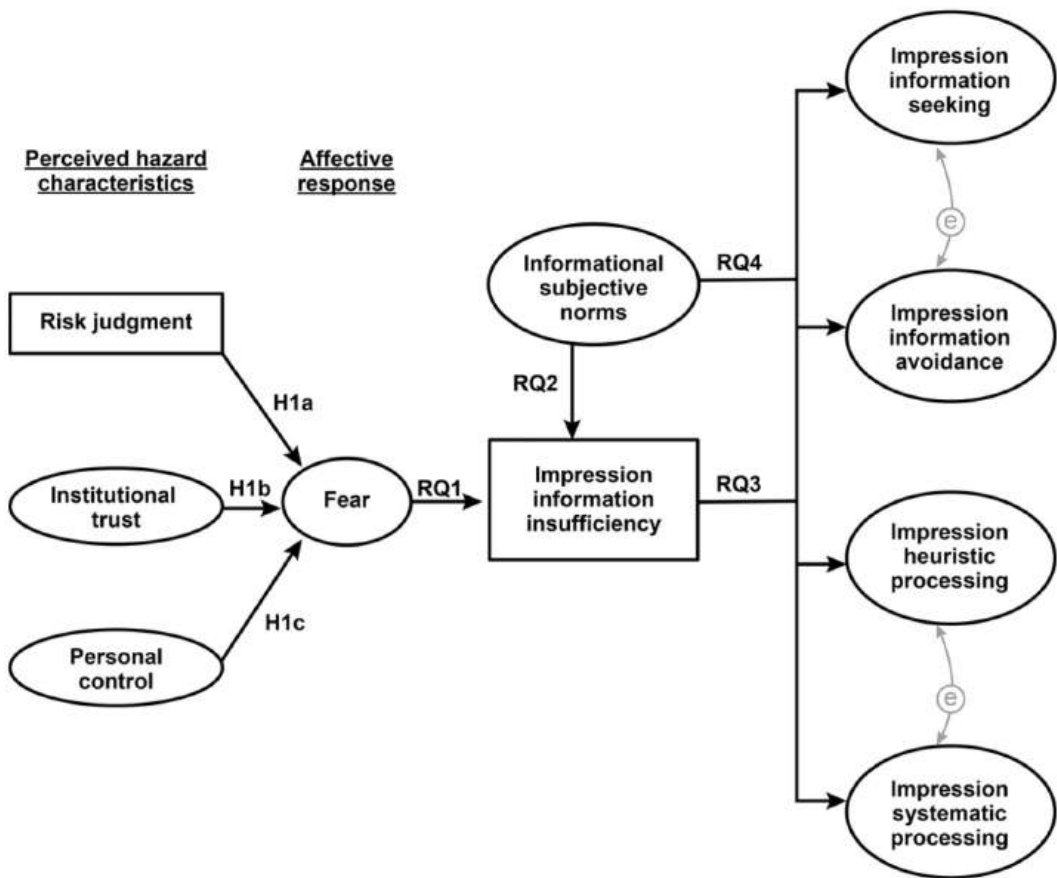 Perceived hazard
characteristics
Affective
response
Risk judgment
H1a
Institutional
trust
H1b
Personal
control
H1c
Fear
RQ1
Informational
subjective
norms
RQ2
RQ4
Impression
information
insufficiency
RQ3
Impression
information
seeking
e
Impression
information
avoidance
Impression
heuristic
processing
e
Impression
systematic
processing